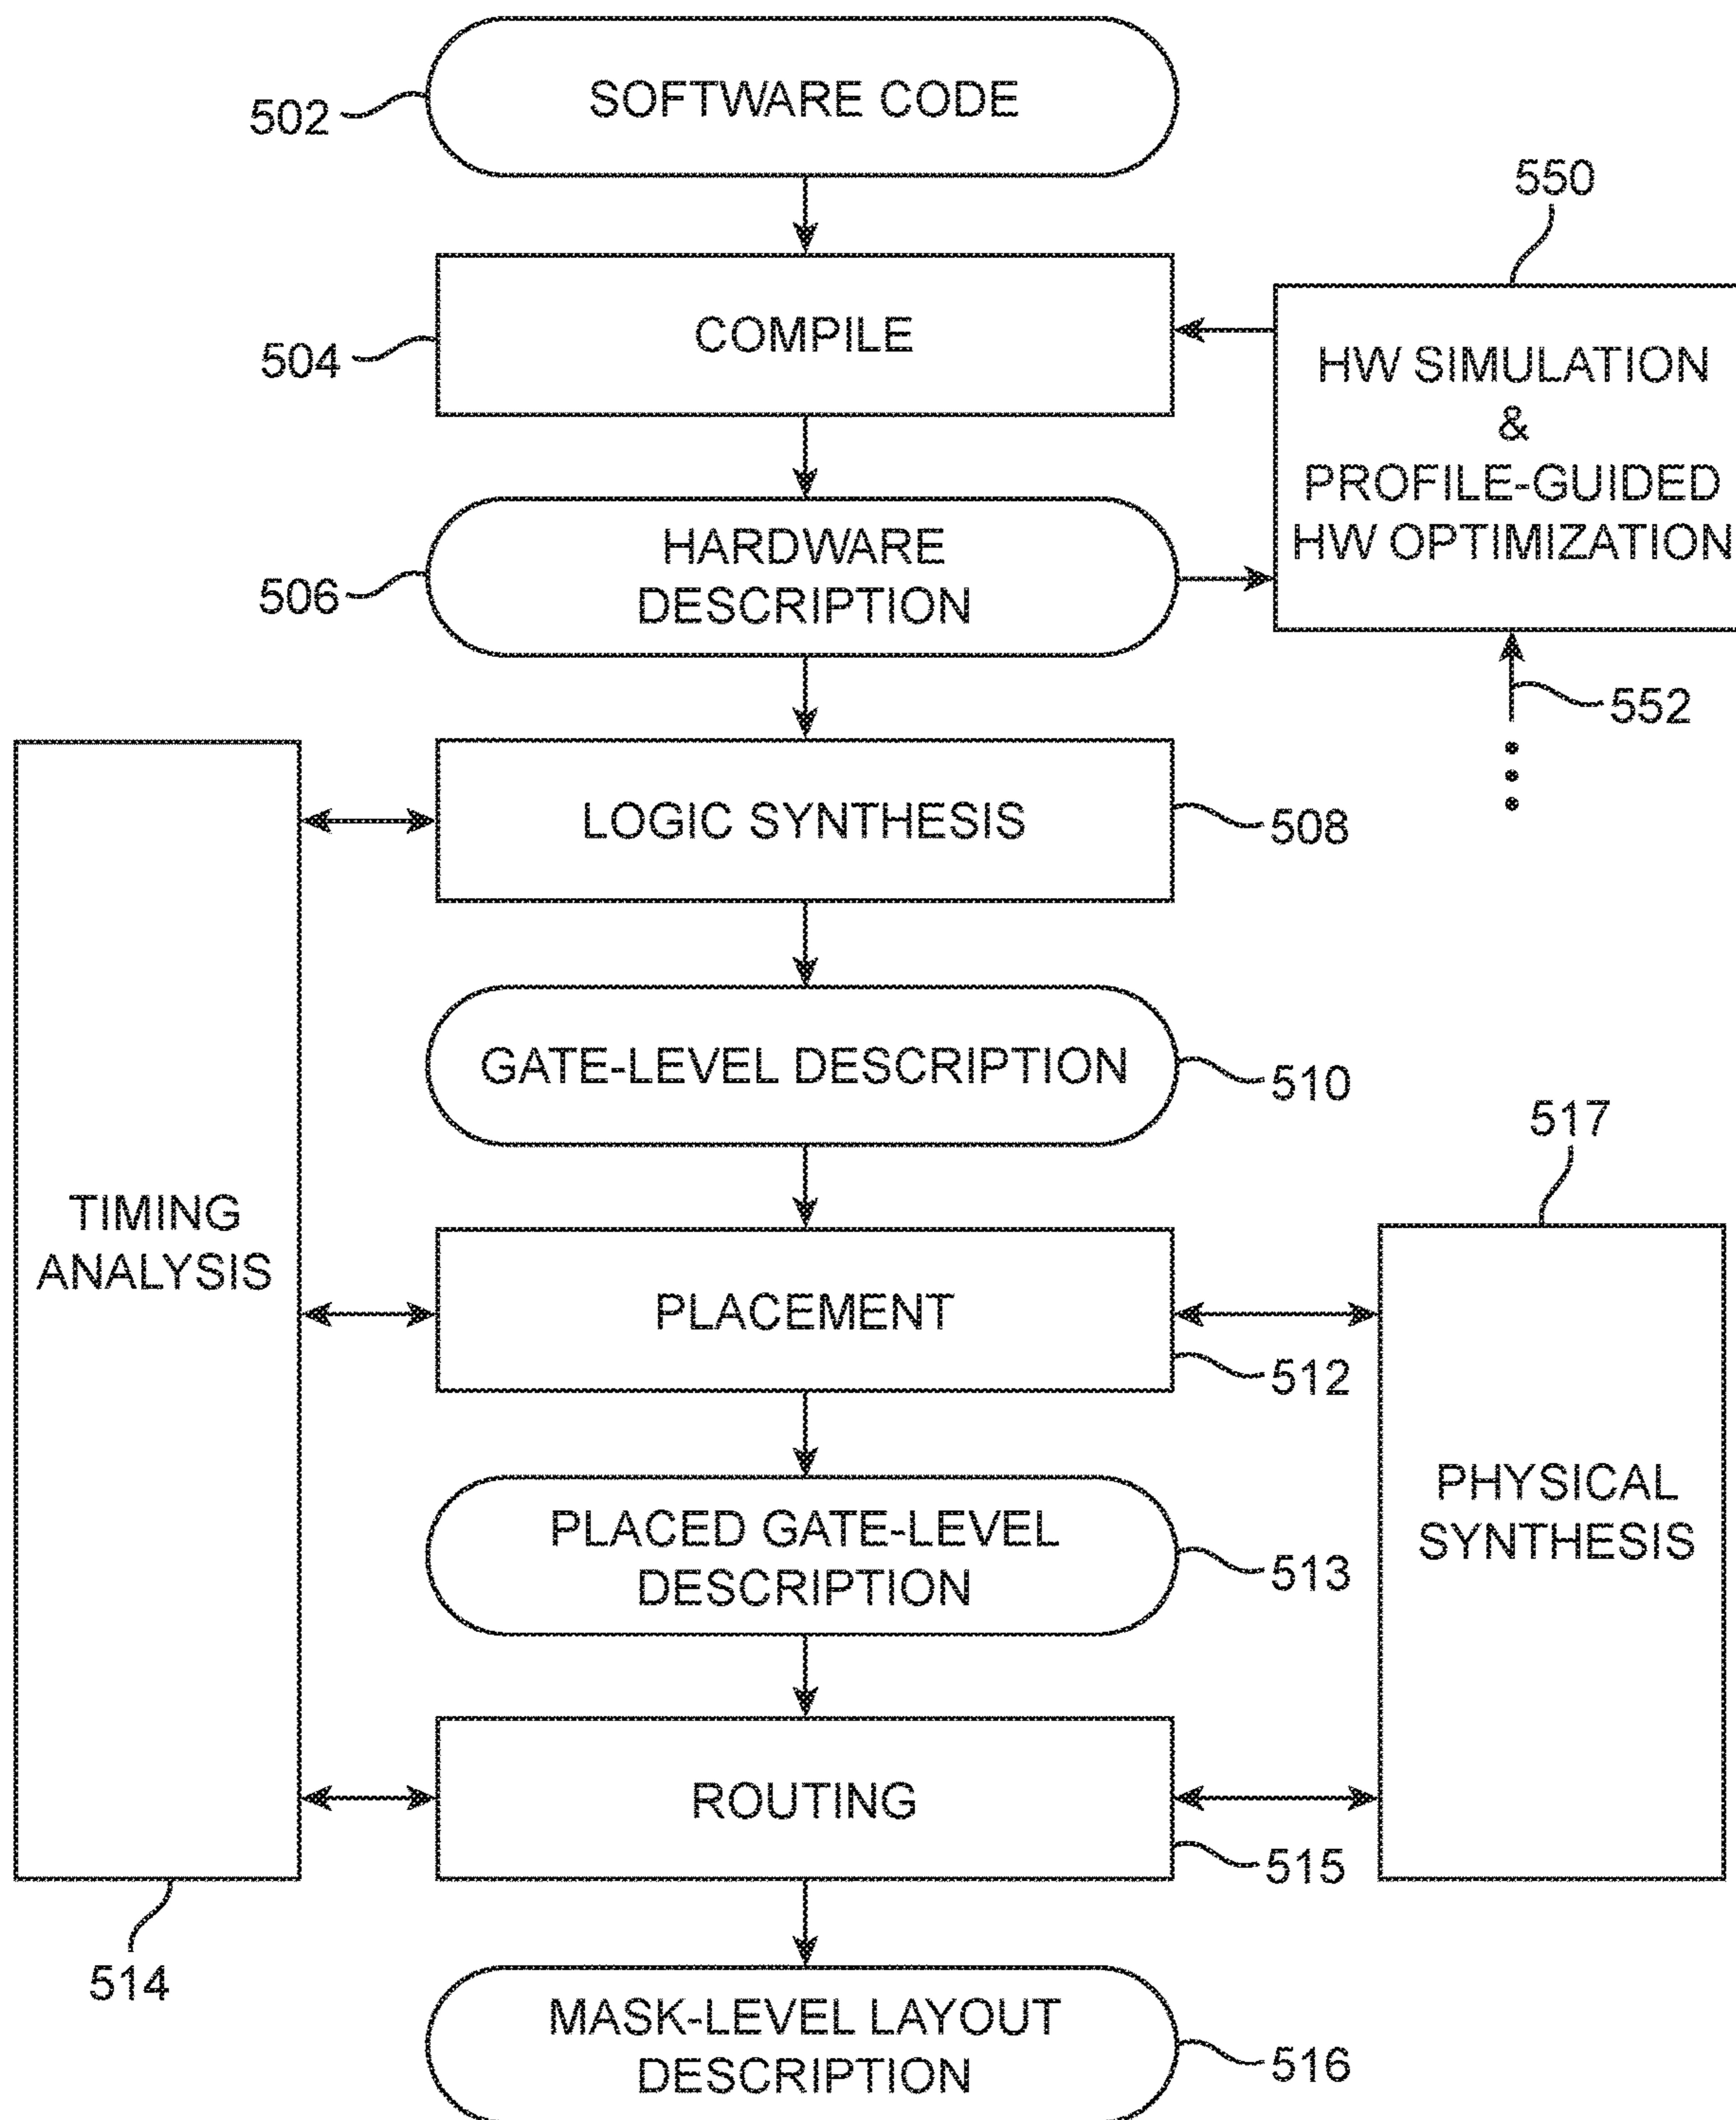 SOFTWARE CODE
502
550
COMPILE
504
HW SIMULATION
&
PROFILE-GUIDED
HW OPTIMIZATION
HARDWARE
DESCRIPTION
506
552
LOGIC SYNTHESIS
508
GATE-LEVEL DESCRIPTION
510
517
TIMING
ANALYSIS
PLACEMENT
512
PHYSICAL
SYNTHESIS
PLACED GATE-LEVEL
DESCRIPTION
513
ROUTING
515
514
MASK-LEVEL LAYOUT
DESCRIPTION
516